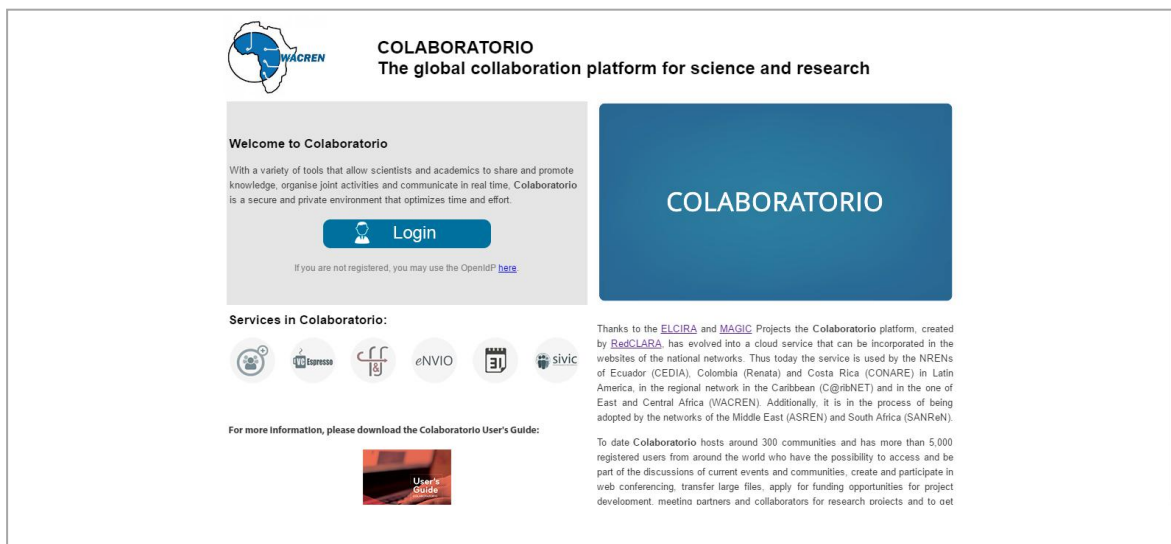 WACREN
COLABORATORIO
The global collaboration platform for science and research
Welcome to Colaboratorio
With a variety of tools that allow scientists and academics to share and promote
knowledge, organise joint activities and communicate in real time, Colaboratorio
is a secure and private environment that optimizes time and effort.
Login
If you are not registered, you may use the OpenIdP here.
COLABORATORIO
Services in Colaboratorio:
Espresso
eNVIO
31
sivic
For more information, please download the Colaboratorio User's Guide:
User's
Guide
Thanks to the ELCIRA and MAGIC Projects the Colaboratorio platform, created
by RedCLARA, has evolved into a cloud service that can be incorporated in the
websites of the national networks. Thus today the service is used by the NRENs
of Ecuador (CEDIA), Colombia (Renata) and Costa Rica (CONARE) in Latin
America, in the regional network in the Caribbean (C@ribNET) and in the one of
East and Central Africa (WACREN). Additionally, it is in the process of being
adopted by the networks of the Middle East (ASREN) and South Africa (SANReN).
To date Colaboratorio hosts around 300 communities and has more than 5,000
registered users from around the world who have the possibility to access and be
part of the discussions of current events and communities, create and participate in
web conferencing, transfer large files, apply for funding opportunities for project
development, meeting partners and collaborators for research projects and to get